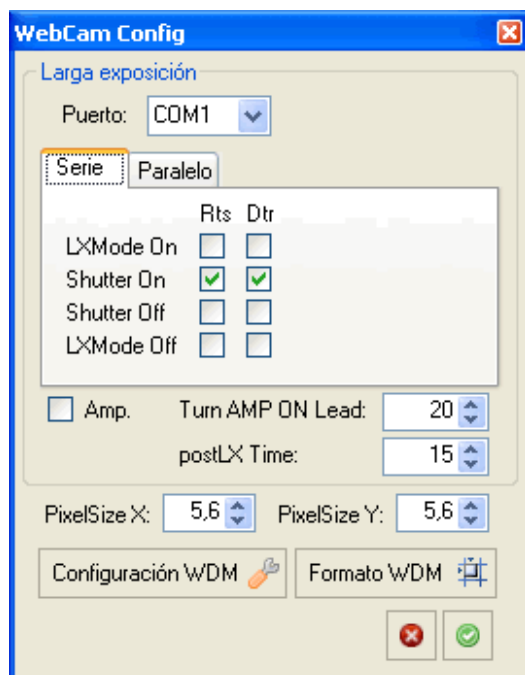 WebCam Config
Larga exposición
Puerto: COM1
Serie Paralelo
Rts Dtr
LXMode On
Shutter On
Shutter Off
LXMode Off
Amp. Turn AMP ON Lead: 20
postLX Time: 15
PixelSize X: 5,6 PixelSize Y: 5,6
Configuración WDM Formato WDM